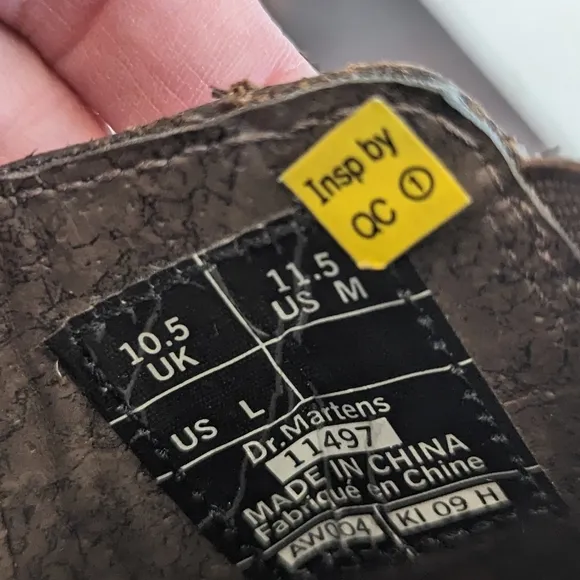 Insp by
QC ①
10.5
UK
11.5
US M
US L
Dr.Martens
11497
MADE IN CHINA
Fabriqué en Chine
AW004 KI 09 H